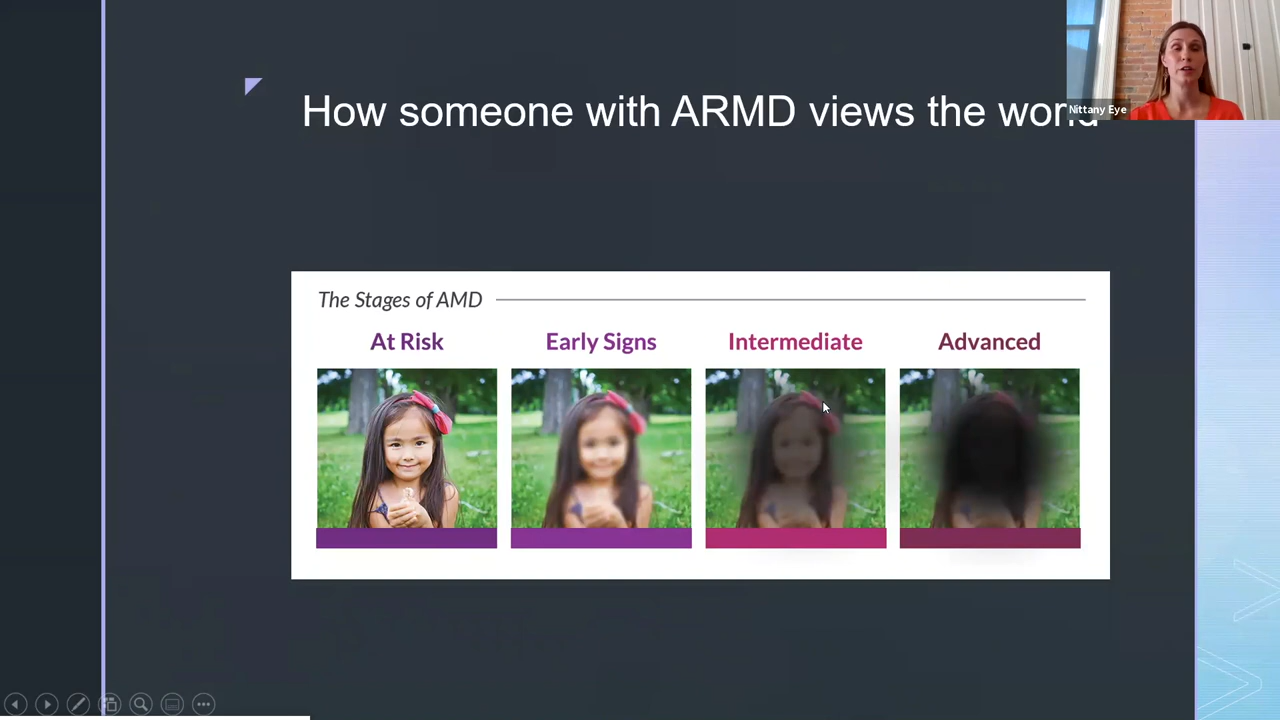 How someone with ARMD views the world
Nittany Eye
The Stages of AMD
At Risk
Early Signs
Intermediate
Advanced